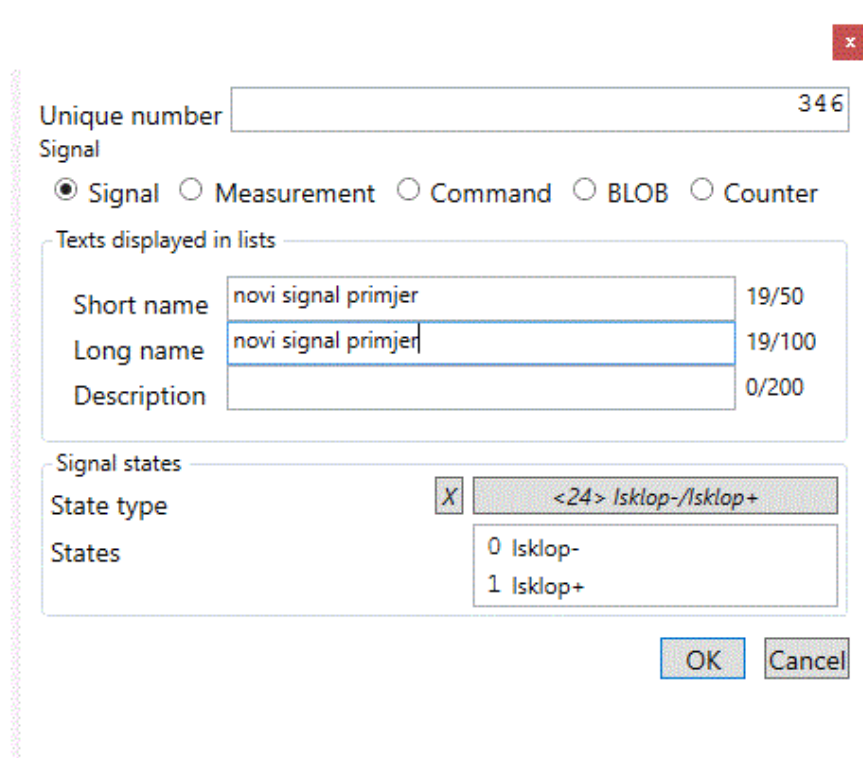 x
Unique number 346
Signal
Signal Measurement Command BLOB Counter
Texts displayed in lists
Short name novi signal primjer 19/50
Long name novi signal primjer 19/100
Description 0/200
Signal states
State type X <24> Isklop-/Isklop+
States 0 Isklop-
1 Isklop+
OK Cancel